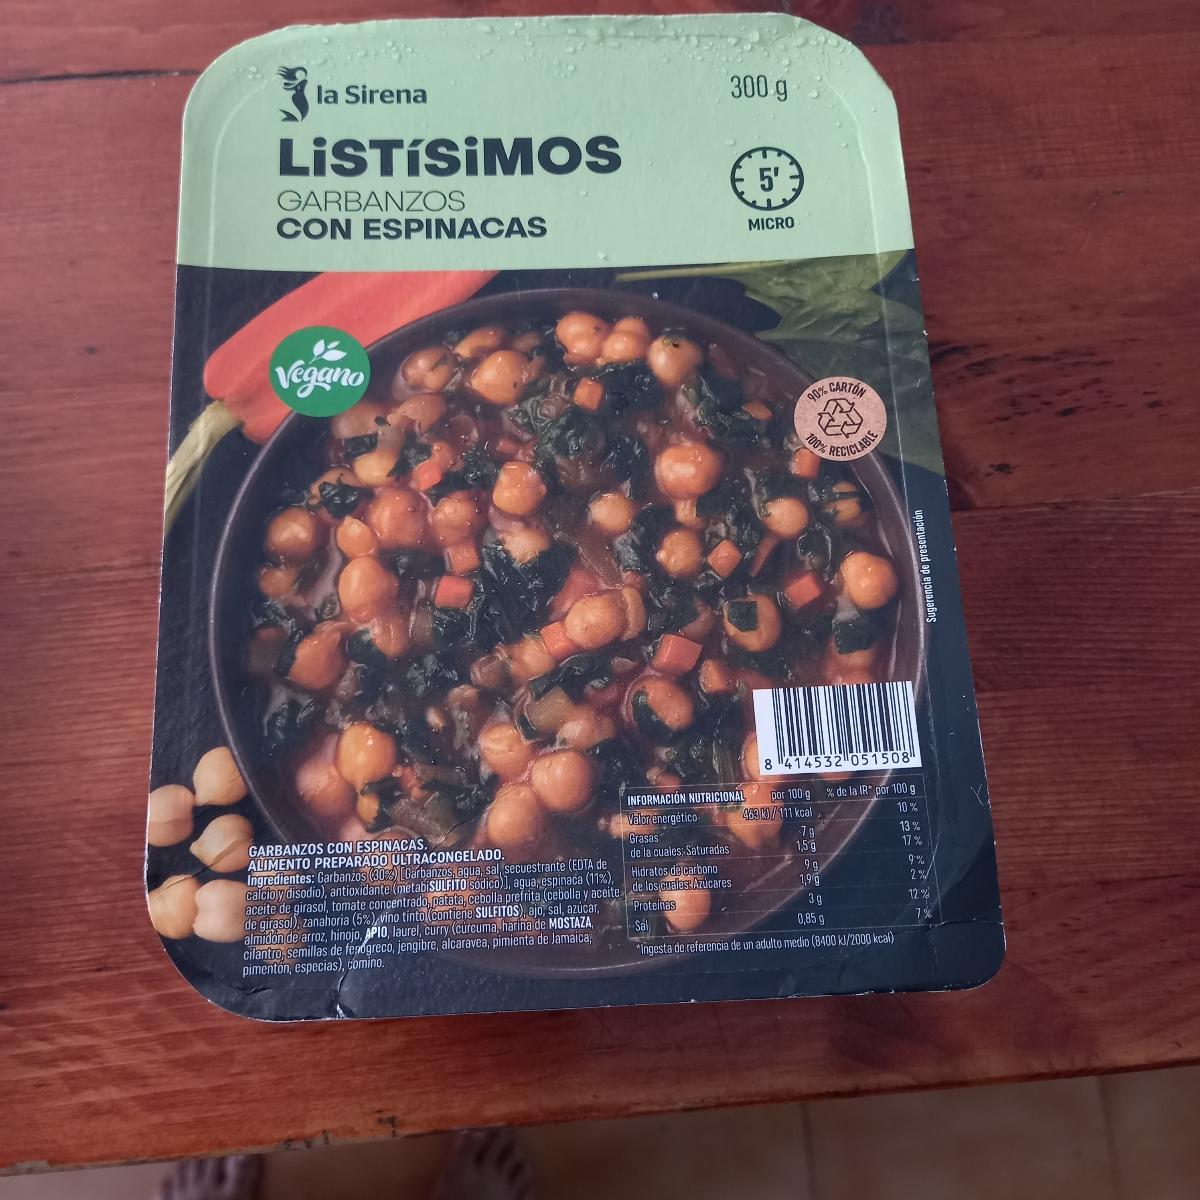 la Sirena
300 g
LiSTíSiMOS
GARBANZOS
CON ESPINACAS
5'
MICRO
Vegano
90% CARTÓN
100% RECICLABLE
Sugerencia de presentación
8 414532 051508
GARBANZOS CON ESPINACAS.
ALIMENTO PREPARADO ULTRACONGELADO.
Ingredientes: Garbanzos (30%) [Garbanzos, agua, sal, secuestrante (EDTA de
calcio y disodio), antioxidante (metabiSULFITO sódico)], agua, espinaca (11%),
aceite de girasol, tomate concentrado, patata, cebolla prefrita (cebolla y aceite
de girasol), zanahoria (5%), vino tinto (contiene SULFITOS), ajo, sal, azúcar,
almidón de arroz, hinojo, APIO, laurel, curry (cúrcuma, harina de MOSTAZA,
cilantro, semillas de fenogreco, jengibre, alcaravea, pimienta de Jamaica,
pimentón, especias), comino.
INFORMACIÓN NUTRICIONAL por 100 g % de la IR* por 100 g
Valor energético 463 kJ / 111 kcal 10 %
Grasas 7 g 13 %
de la cuales: Saturadas 1,5 g 17 %
Hidratos de carbono 9 g 9 %
de los cuales: Azúcares 1,9 g 2 %
Proteínas 3 g 12 %
Sal 0,85 g 7 %
*Ingesta de referencia de un adulto medio (8400 kJ/2000 kcal)